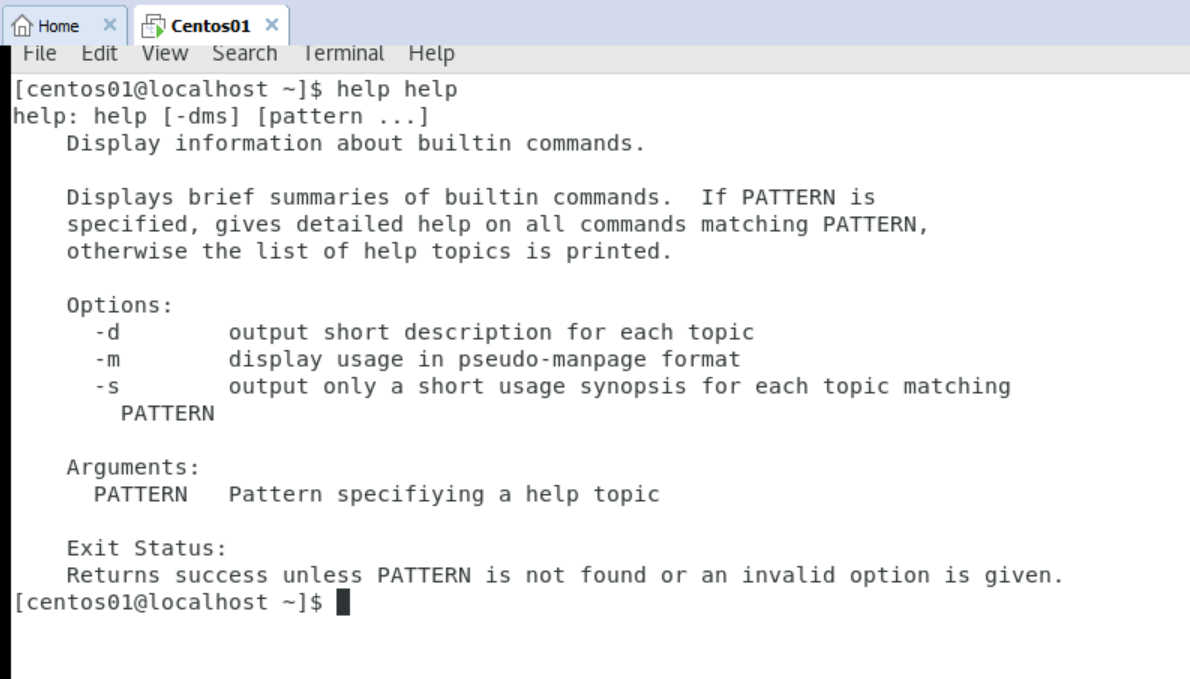 Home × Centos01 ×
File Edit View Search Terminal Help
[centos01@localhost ~]$ help help
help: help [-dms] [pattern ...]
    Display information about builtin commands.

    Displays brief summaries of builtin commands.  If PATTERN is
    specified, gives detailed help on all commands matching PATTERN,
    otherwise the list of help topics is printed.

    Options:
      -d        output short description for each topic
      -m        display usage in pseudo-manpage format
      -s        output only a short usage synopsis for each topic matching
        PATTERN

    Arguments:
      PATTERN   Pattern specifiying a help topic

    Exit Status:
    Returns success unless PATTERN is not found or an invalid option is given.
[centos01@localhost ~]$